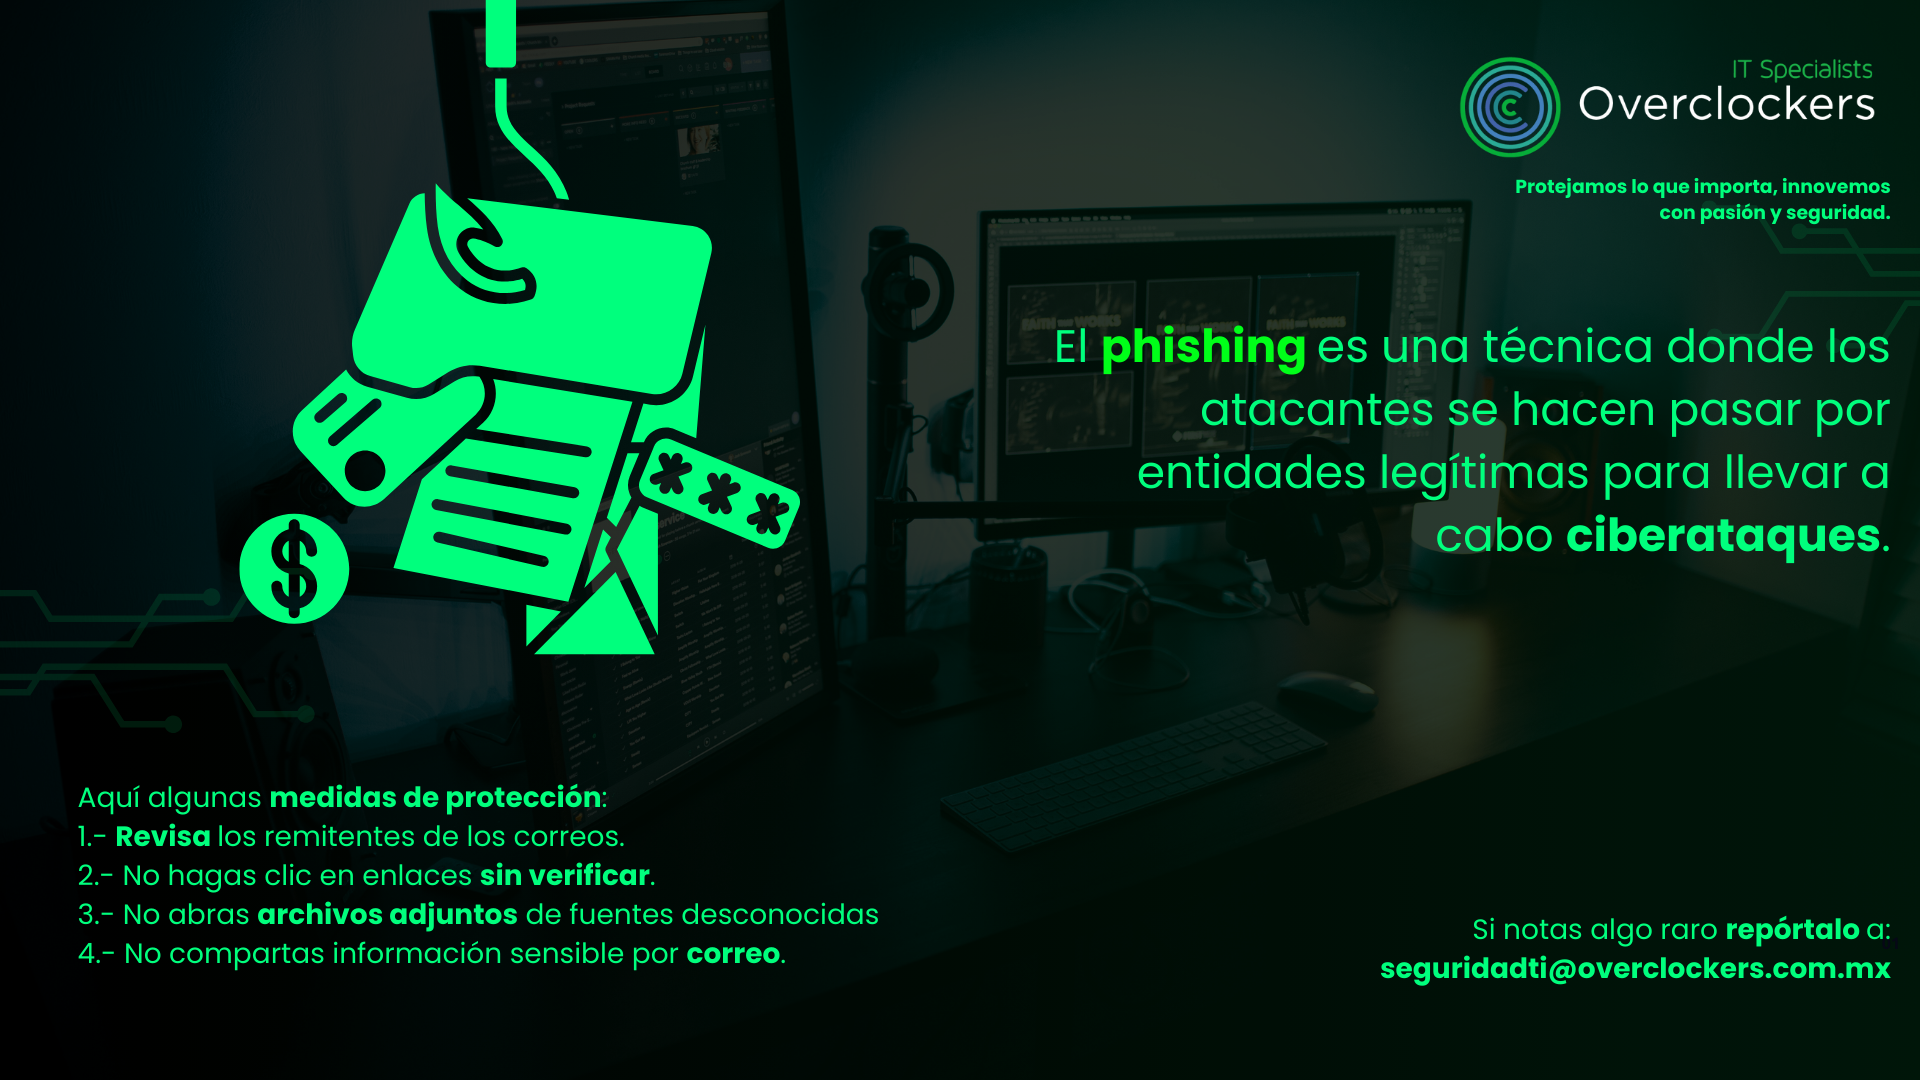 IT Specialists
Overclockers
Protejamos lo que importa, innovemos
con pasión y seguridad.
El phishing es una técnica donde los
atacantes se hacen pasar por
entidades legítimas para llevar a
cabo ciberataques.
Aquí algunas medidas de protección:
1.- Revisa los remitentes de los correos.
2.- No hagas clic en enlaces sin verificar.
3.- No abras archivos adjuntos de fuentes desconocidas
4.- No compartas información sensible por correo.
Si notas algo raro repórtalo a:
seguridadti@overclockers.com.mx